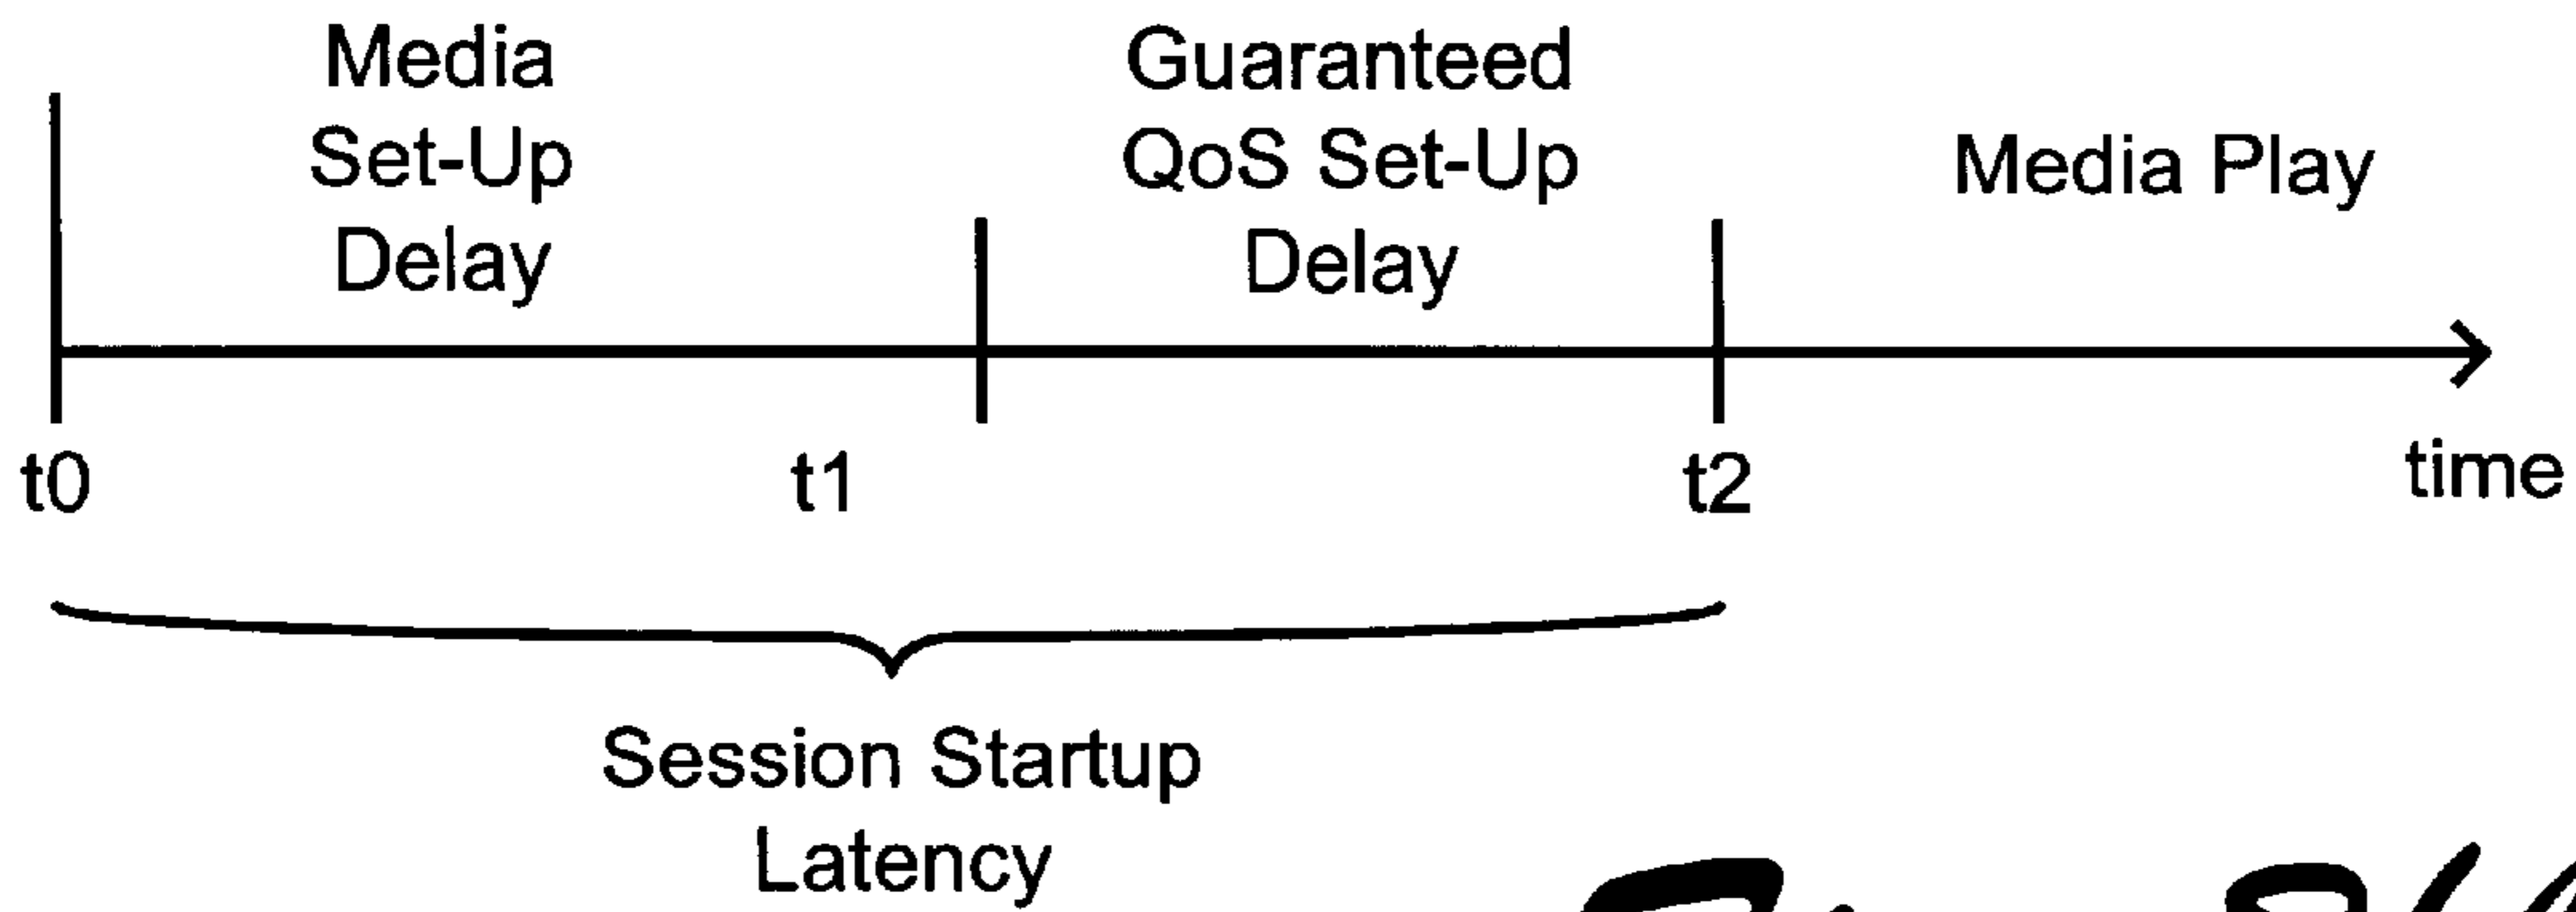 Media
Set-Up
Delay
Guaranteed
QoS Set-Up
Delay
Media Play
t0
t1
t2
time
Session Startup
Latency